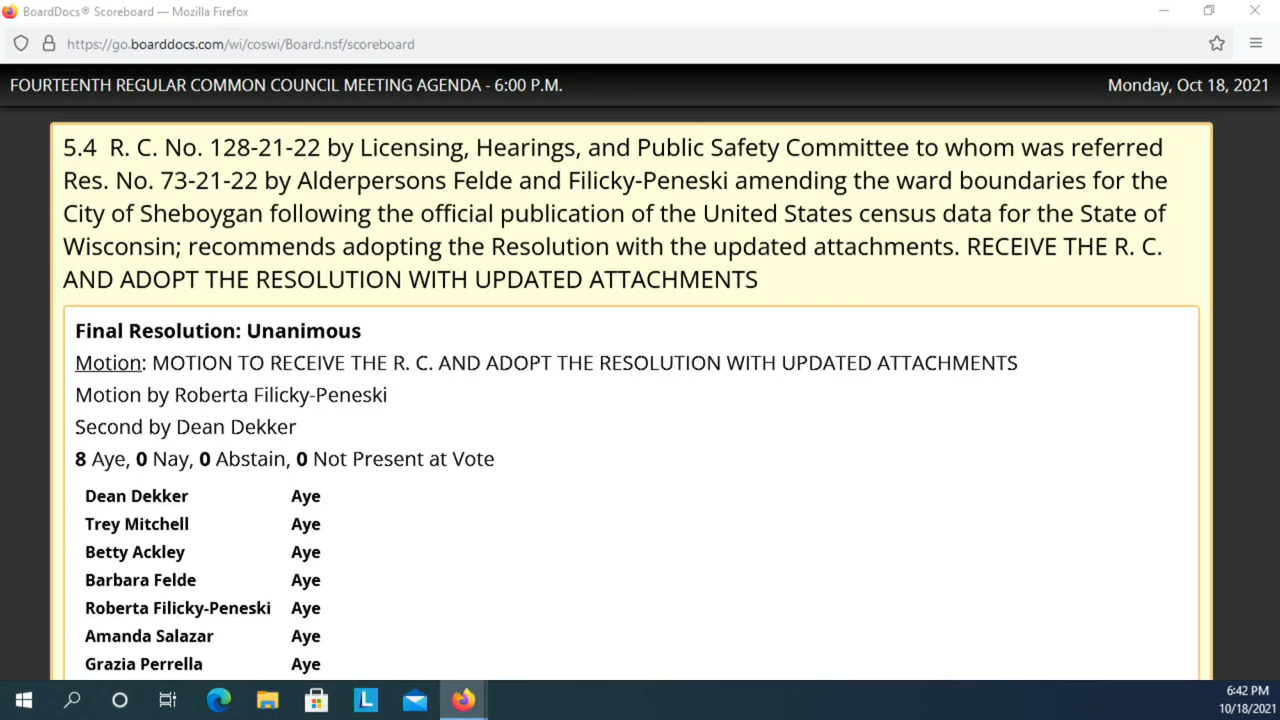 BoardDocs® Scoreboard — Mozilla Firefox
https://go.boarddocs.com/wi/coswi/Board.nsf/scoreboard
FOURTEENTH REGULAR COMMON COUNCIL MEETING AGENDA - 6:00 P.M.
Monday, Oct 18, 2021
5.4 R. C. No. 128-21-22 by Licensing, Hearings, and Public Safety Committee to whom was referred
Res. No. 73-21-22 by Alderpersons Felde and Filicky-Peneski amending the ward boundaries for the
City of Sheboygan following the official publication of the United States census data for the State of
Wisconsin; recommends adopting the Resolution with the updated attachments. RECEIVE THE R. C.
AND ADOPT THE RESOLUTION WITH UPDATED ATTACHMENTS
Final Resolution: Unanimous
Motion: MOTION TO RECEIVE THE R. C. AND ADOPT THE RESOLUTION WITH UPDATED ATTACHMENTS
Motion by Roberta Filicky-Peneski
Second by Dean Dekker
8 Aye, 0 Nay, 0 Abstain, 0 Not Present at Vote
Dean Dekker Aye
Trey Mitchell Aye
Betty Ackley Aye
Barbara Felde Aye
Roberta Filicky-Peneski Aye
Amanda Salazar Aye
Grazia Perrella Aye
L
6:42 PM
10/18/2021